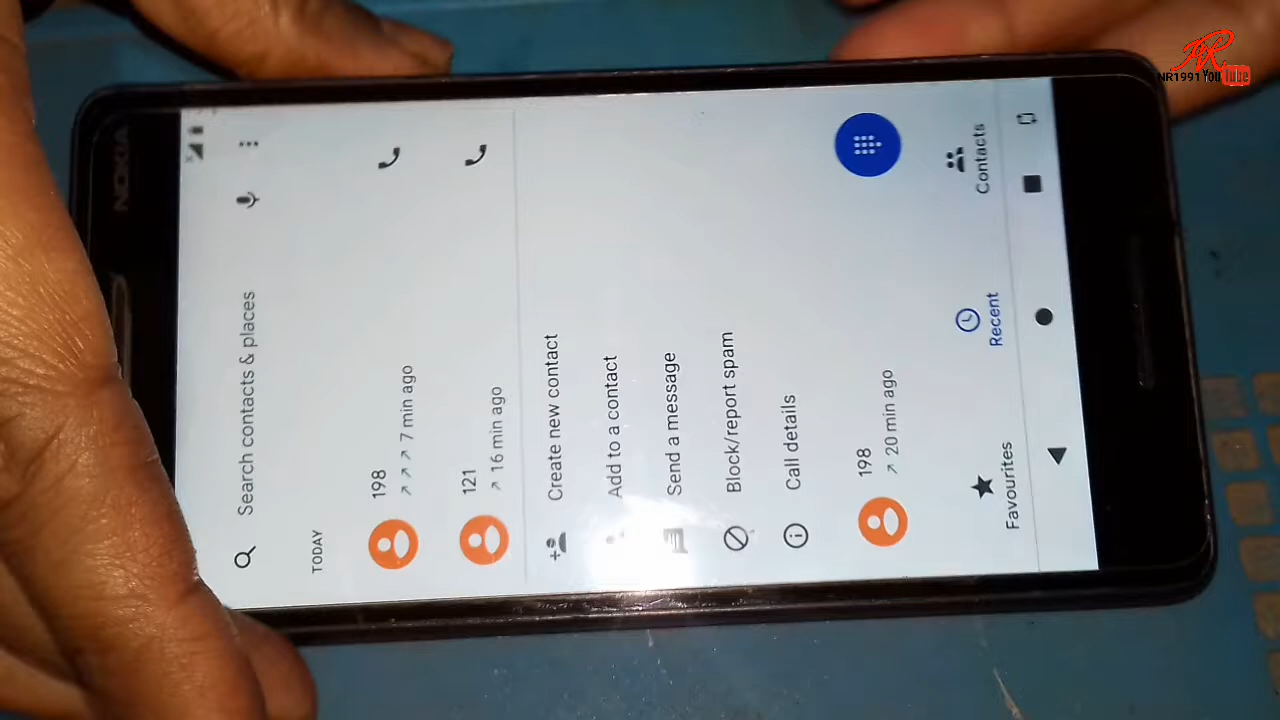 NR1991 YouTube
NOKIA
Search contacts & places
TODAY
198
7 min ago
121
16 min ago
Create new contact
Add to a contact
Send a message
Block/report spam
Call details
198
20 min ago
Favourites
Recent
Contacts